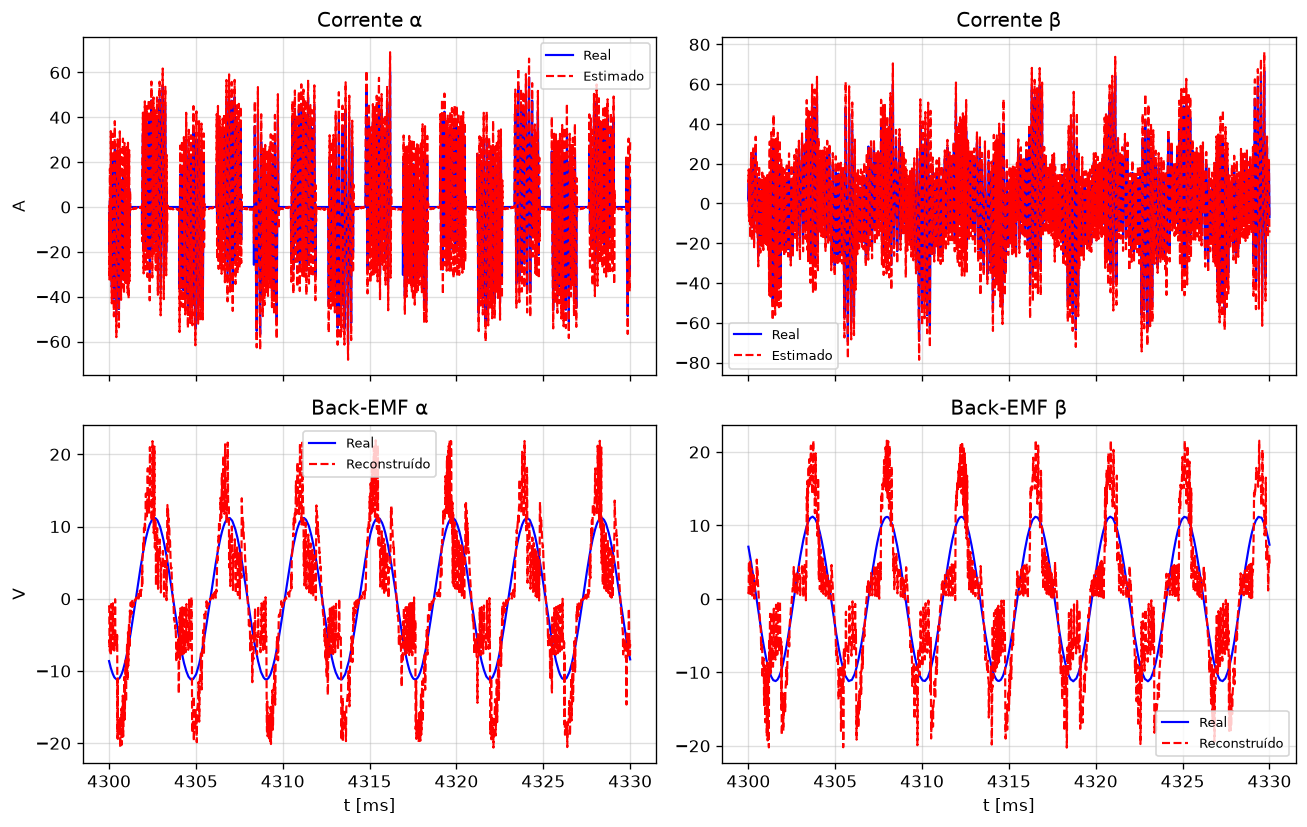 Corrente α
Real
Estimado
A
60
40
20
0
−20
−40
−60
Corrente β
80
60
40
20
0
−20
−40
−60
−80
Real
Estimado
Back-EMF α
Real
Reconstruído
V
20
10
0
−10
−20
4300 4305 4310 4315 4320 4325 4330
t [ms]
Back-EMF β
20
10
0
−10
−20
Real
Reconstruído
4300 4305 4310 4315 4320 4325 4330
t [ms]